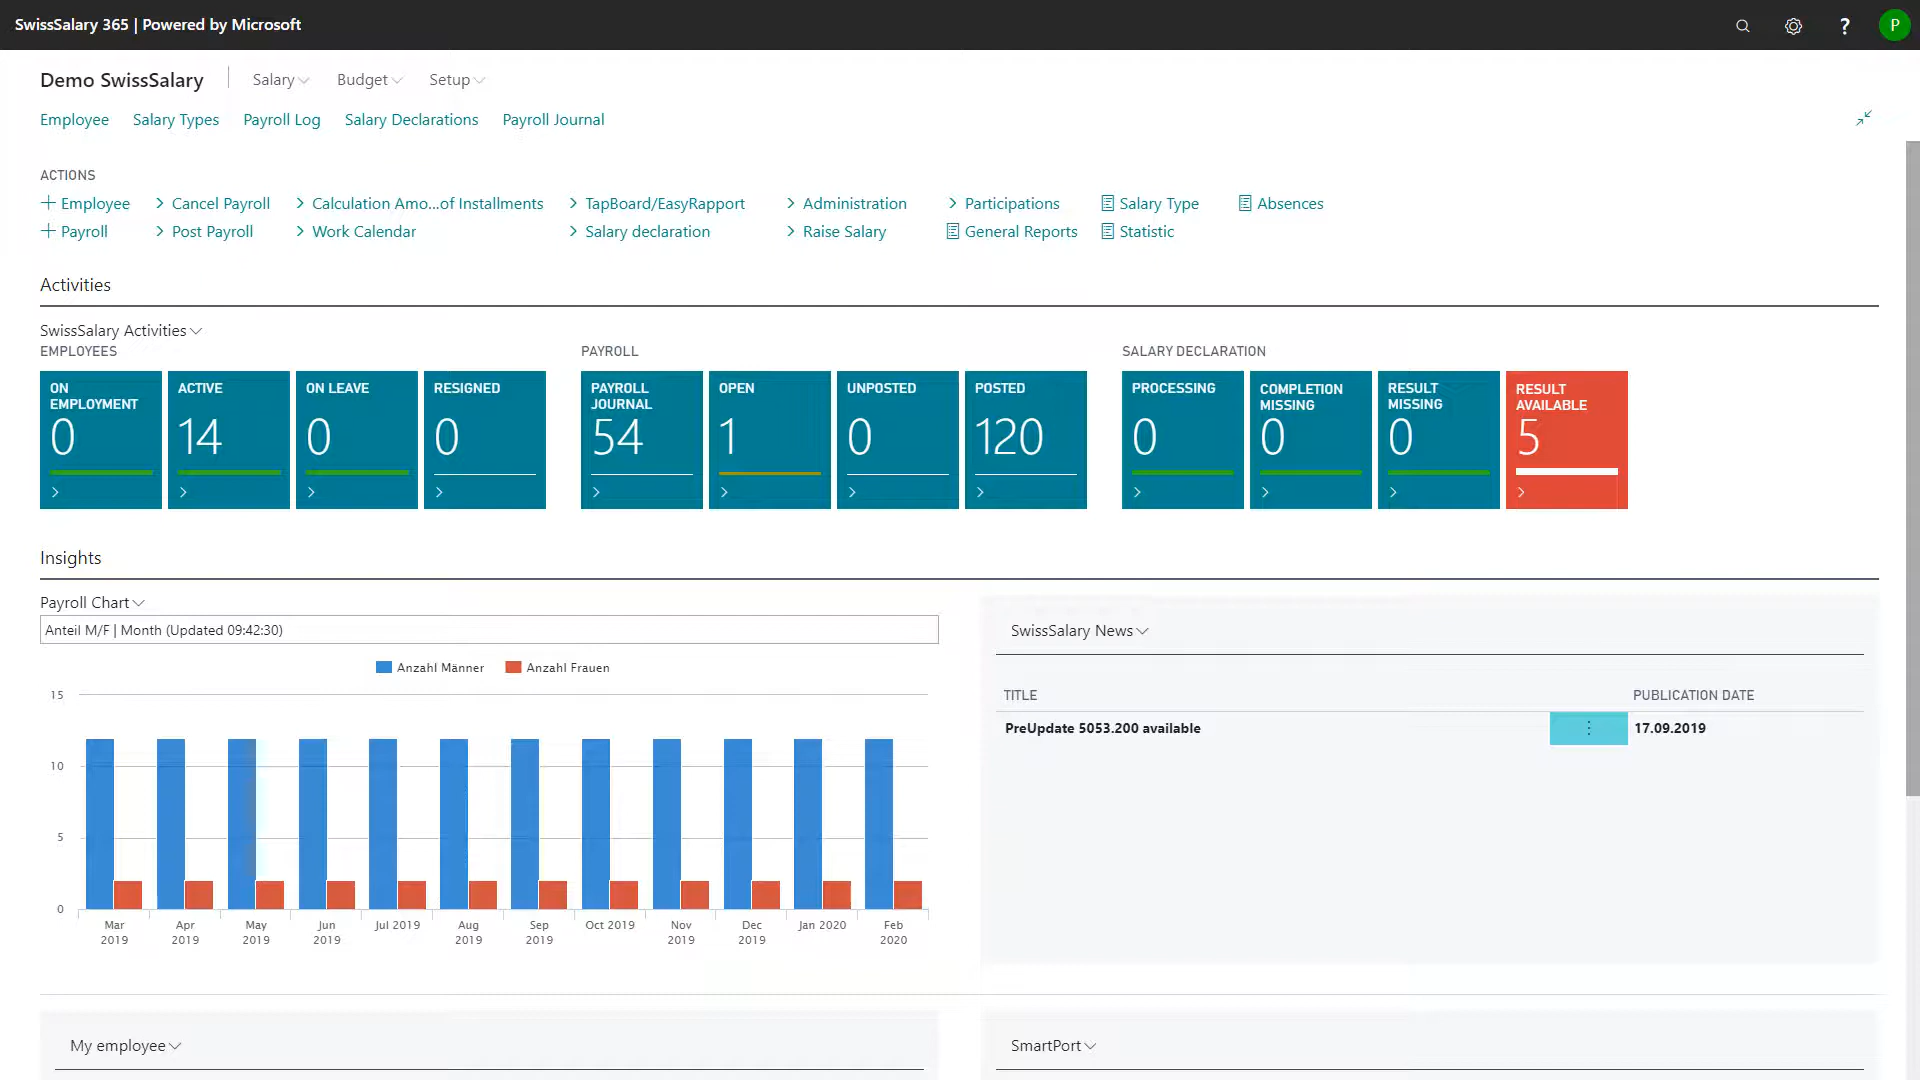 SwissSalary 365 | Powered by Microsoft
?
P
Demo SwissSalary
Salary
Budget
Setup
Employee
Salary Types
Payroll Log
Salary Declarations
Payroll Journal
ACTIONS
Employee
Cancel Payroll
Calculation Amo...of Installments
TapBoard/EasyRapport
Administration
Participations
Salary Type
Absences
Payroll
Post Payroll
Work Calendar
Salary declaration
Raise Salary
General Reports
Statistic
Activities
SwissSalary Activities
EMPLOYEES
ON EMPLOYMENT
0
ACTIVE
14
ON LEAVE
0
RESIGNED
0
PAYROLL
PAYROLL JOURNAL
54
OPEN
1
UNPOSTED
0
POSTED
120
SALARY DECLARATION
PROCESSING
0
COMPLETION MISSING
0
RESULT MISSING
0
RESULT AVAILABLE
5
Insights
Payroll Chart
Anteil M/F | Month (Updated 09:42:30)
Anzahl Männer
Anzahl Frauen
15
10
5
0
Mar 2019
Apr 2019
May 2019
Jun 2019
Jul 2019
Aug 2019
Sep 2019
Oct 2019
Nov 2019
Dec 2019
Jan 2020
Feb 2020
SwissSalary News
TITLE
PUBLICATION DATE
PreUpdate 5053.200 available
17.09.2019
My employee
SmartPort